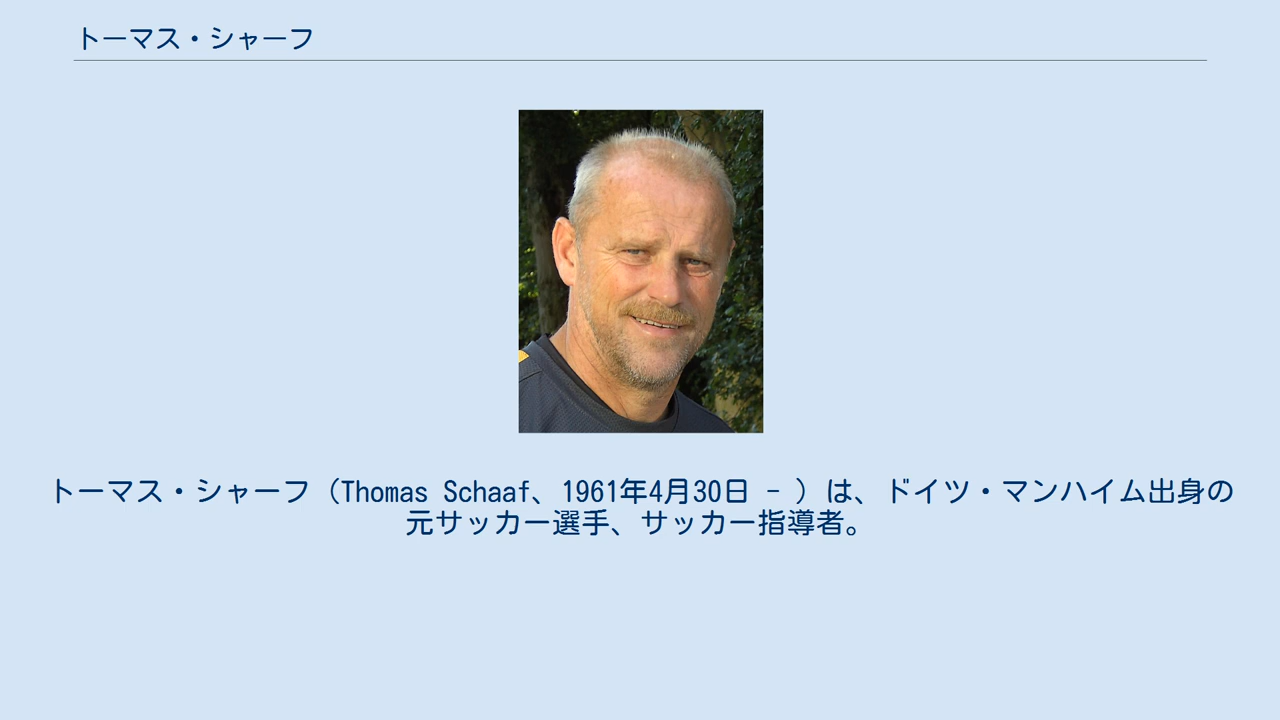 トーマス・シャーフ
トーマス・シャーフ（Thomas Schaaf、1961年4月30日 - ）は、ドイツ・マンハイム出身の
元サッカー選手、サッカー指導者。